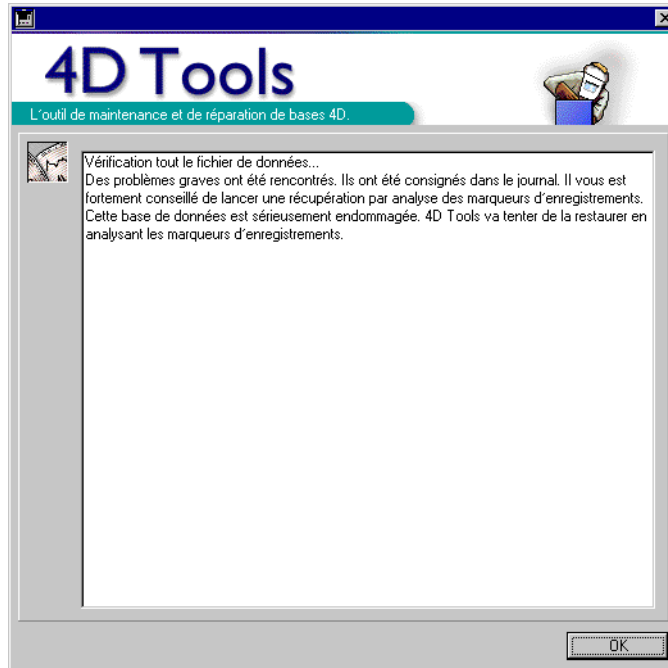 4D Tools
L´outil de maintenance et de réparation de bases 4D.
Vérification tout le fichier de données...
Des problèmes graves ont été rencontrés. Ils ont été consignés dans le journal. Il vous est
fortement conseillé de lancer une récupération par analyse des marqueurs d´enregistrements.
Cette base de données est sérieusement endommagée. 4D Tools va tenter de la restaurer en
analysant les marqueurs d´enregistrements.
OK